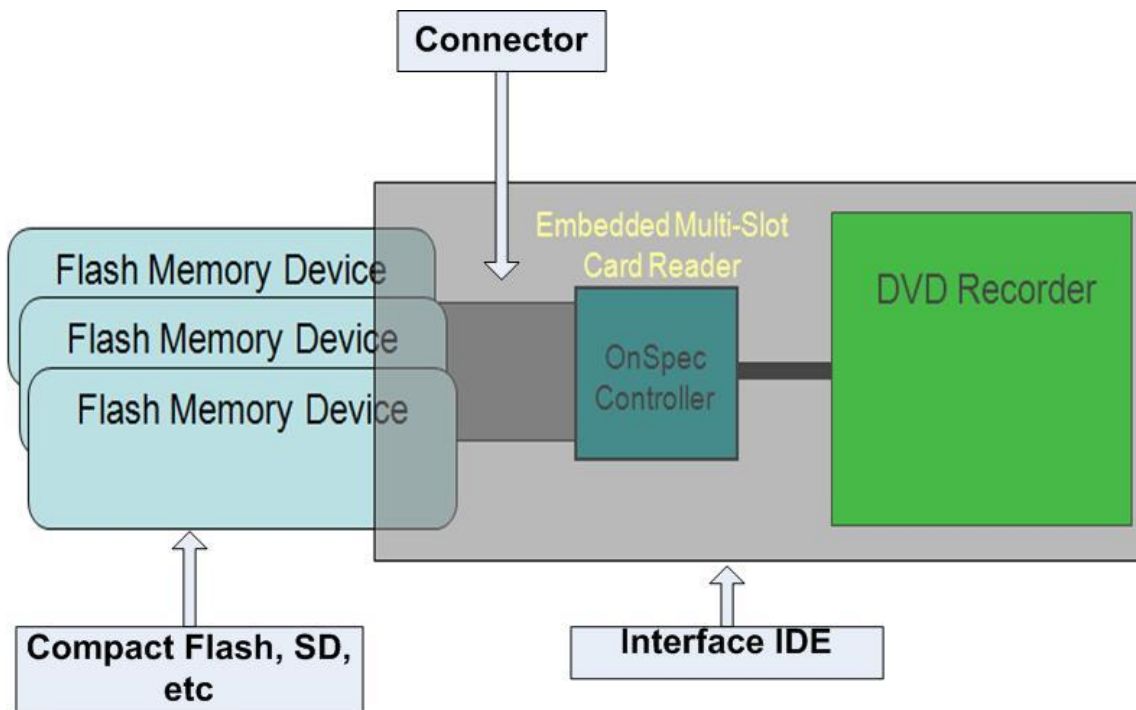 Connector
Embedded Multi-Slot
Card Reader
Flash Memory Device
Flash Memory Device
Flash Memory Device
OnSpec
Controller
DVD Recorder
Compact Flash, SD,
etc
Interface IDE